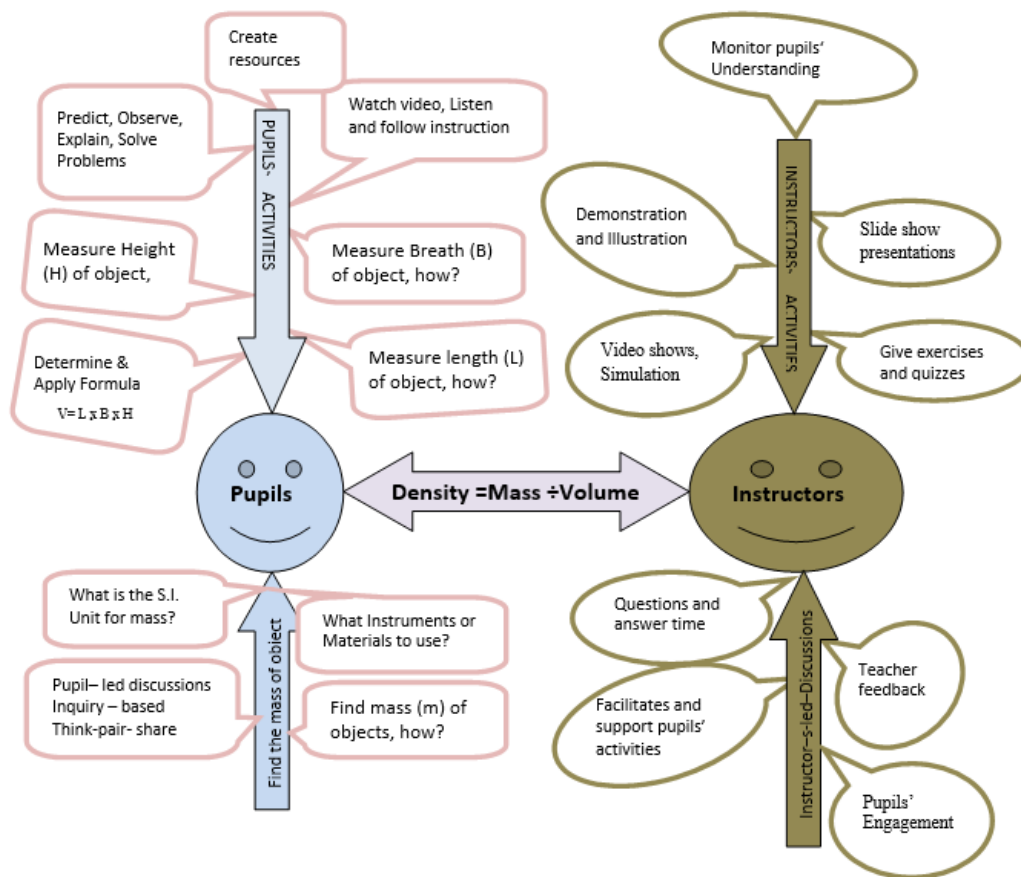 Create
resources
Predict, Observe,
Explain, Solve
Problems
Watch video, Listen
and follow instruction
PUPILS- ACTIVITIES
Measure Height
(H) of object,
Measure Breath (B)
of object, how?
Determine &
Apply Formula
V=L x B x H
Measure length (L)
of object, how?
Monitor pupils'
Understanding
Demonstration
and Illustration
INSTRUCTORS- ACTIVITIES
Slide show
presentations
Video shows,
Simulation
Give exercises
and quizzes
Pupils
Density =Mass ÷Volume
Instructors
What is the S.I.
Unit for mass?
What Instruments or
Materials to use?
Find the mass of object
Pupil– led discussions
Inquiry – based
Think-pair- share
Find mass (m) of
objects, how?
Questions and
answer time
Teacher
feedback
Instructor–s-led–Discussions
Facilitates and
support pupils'
activities
Pupils’
Engagement